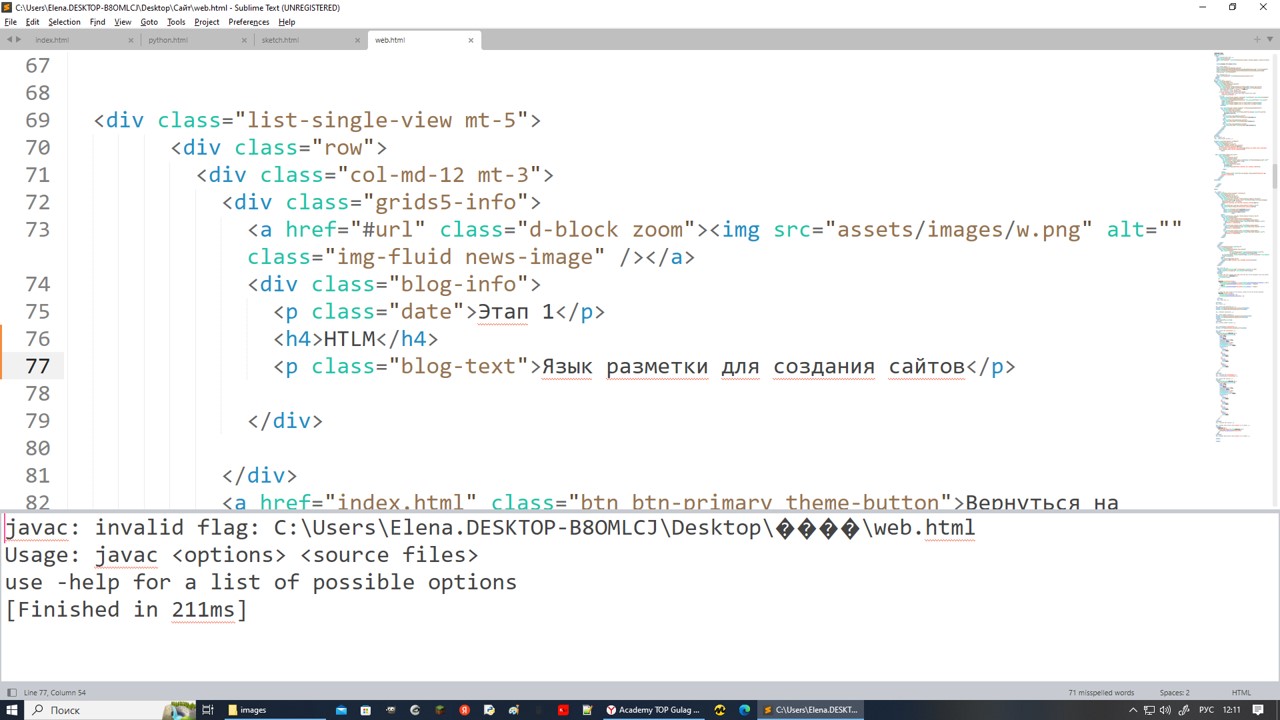 C:\Users\Elena.DESKTOP-B8OMLCJ\Desktop\Сайт\web.html - Sublime Text (UNREGISTERED)
File Edit Selection Find View Goto Tools Project Preferences Help
index.html python.html sketch.html web.html
67
68
69 <div class="list-single-view mt-5">
70 <div class="row">
71 <div class="col-md-12 mt-3">
72 <div class="grids5-info">
73 <a href="#url" class="d-block zoom"><img src="assets/images/w.png" alt=""
class="img-fluid news-image" /></a>
74 <div class="blog-info ">
75 <p class="date">Этап 1</p>
76 <h4>HTLM</h4>
77 <p class="blog-text ">Язык разметки для создания сайтов</p>
78
79 </div>
80
81 </div>
82 <a href="index.html" class="btn btn-primary theme-button">Вернуться на
javac: invalid flag: C:\Users\Elena.DESKTOP-B8OMLCJ\Desktop\����\web.html
Usage: javac <options> <source files>
use -help for a list of possible options
[Finished in 211ms]
Line 77, Column 54 71 misspelled words Spaces: 2 HTML
Поиск images Academy TOP Gulag ... C:\Users\Elena.DESKT... РУС 12:11